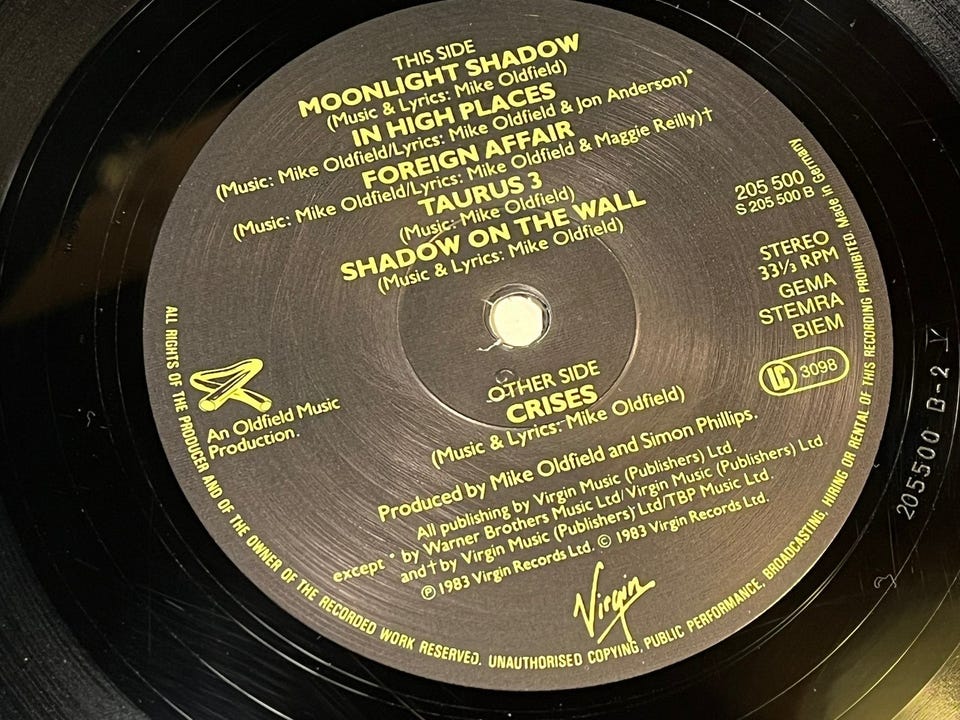 THIS SIDE
MOONLIGHT SHADOW
(Music & Lyrics: Mike Oldfield)
IN HIGH PLACES
(Music: Mike Oldfield/Lyrics: Mike Oldfield & Jon Anderson)*
FOREIGN AFFAIR
(Music: Mike Oldfield/Lyrics: Mike Oldfield & Maggie Reilly)†
TAURUS 3
(Music: Mike Oldfield)
SHADOW ON THE WALL
(Music & Lyrics: Mike Oldfield)
205 500
S 205 500 B
STEREO
33⅓ RPM
GEMA
STEMRA
BIEM
LC 3098
An Oldfield Music
Production.
OTHER SIDE
CRISES
(Music & Lyrics: Mike Oldfield)
Produced by Mike Oldfield and Simon Phillips.
All publishing by Virgin Music (Publishers) Ltd.
except * by Warner Brothers Music Ltd/Virgin Music (Publishers) Ltd.
and † by Virgin Music (Publishers) Ltd/TBP Music Ltd.
℗ 1983 Virgin Records Ltd. © 1983 Virgin Records Ltd.
Virgin
ALL RIGHTS OF THE PRODUCER AND OF THE OWNER OF THE RECORDED WORK RESERVED. UNAUTHORISED COPYING, PUBLIC PERFORMANCE, BROADCASTING, HIRING OR RENTAL OF THIS RECORDING PROHIBITED. Made in Germany
205500 B-2